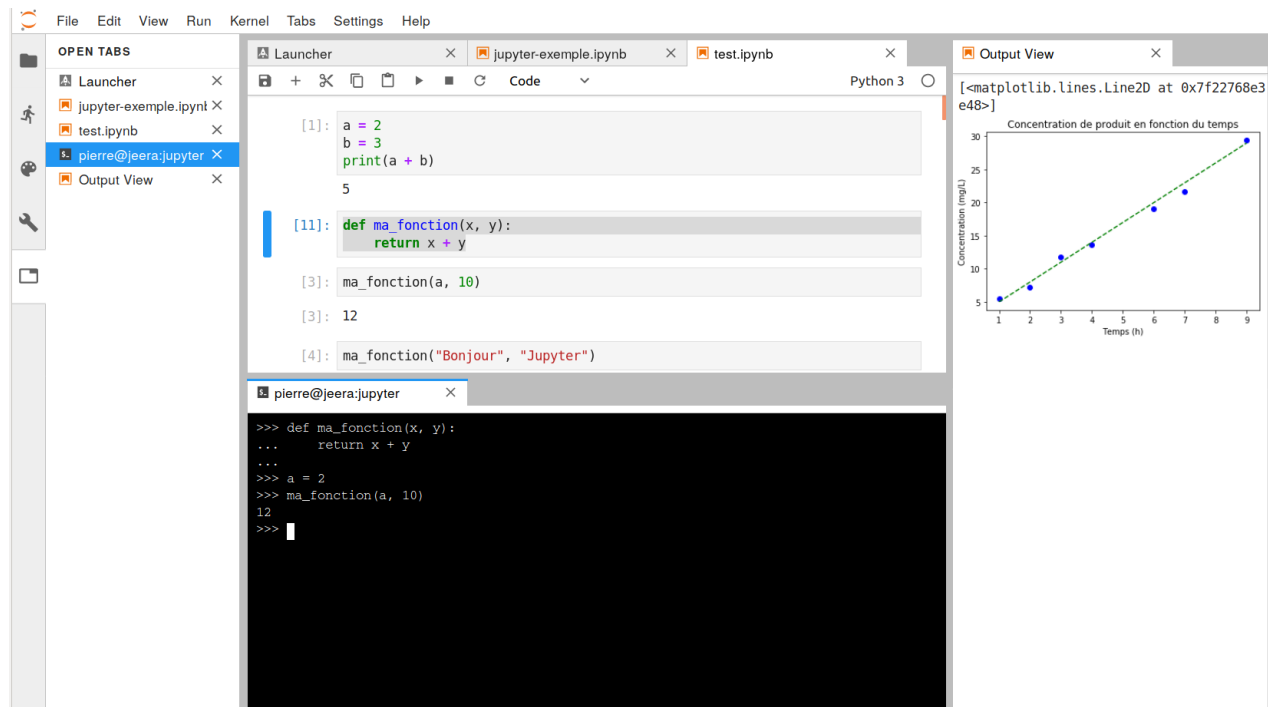 File Edit View Run Kernel Tabs Settings Help
OPEN TABS
Launcher
jupyter-exemple.ipynb
test.ipynb
pierre@jeera:jupyter
Output View
Launcher
jupyter-exemple.ipynb
test.ipynb
Code
Python 3
[1]: a = 2
b = 3
print(a + b)
5
[11]: def ma_fonction(x, y):
return x + y
[3]: ma_fonction(a, 10)
[3]: 12
[4]: ma_fonction("Bonjour", "Jupyter")
pierre@jeera:jupyter
>>> def ma_fonction(x, y):
...     return x + y
...
>>> a = 2
>>> ma_fonction(a, 10)
12
>>>
Output View
[<matplotlib.lines.Line2D at 0x7f22768e3
e48>]
Concentration de produit en fonction du temps
Concentration (mg/L)
30
25
20
15
10
5
1 2 3 4 5 6 7 8 9
Temps (h)